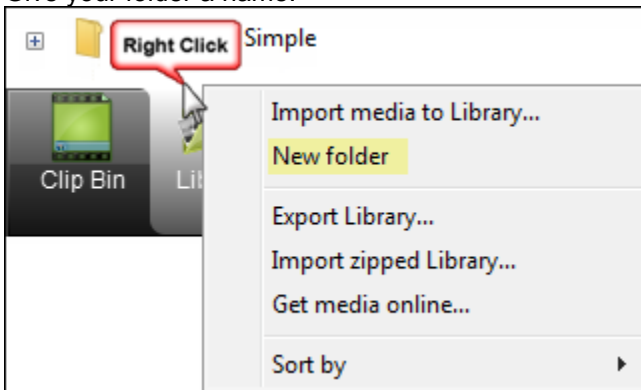 Give your folder a name.
Right Click Simple
Import media to Library...
New folder
Clip Bin
Export Library...
Import zipped Library...
Get media online...
Sort by